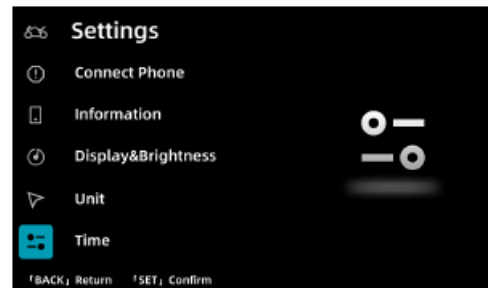 Settings
Connect Phone
Information
Display&Brightness
Unit
Time
「BACK」Return 「SET」Confirm